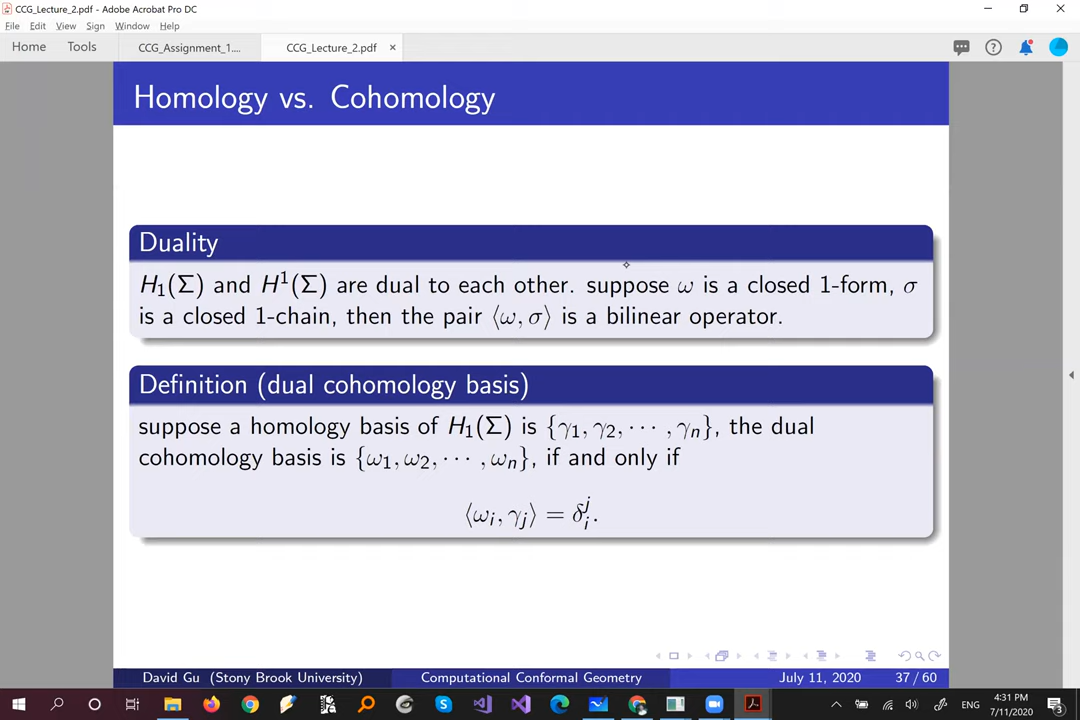 CCG_Lecture_2.pdf - Adobe Acrobat Pro DC
File Edit View Sign Window Help
Home Tools CCG_Assignment_1.... CCG_Lecture_2.pdf ×
Homology vs. Cohomology
Duality
H₁(Σ) and H¹(Σ) are dual to each other. suppose ω is a closed 1-form, σ
is a closed 1-chain, then the pair ⟨ω, σ⟩ is a bilinear operator.
Definition (dual cohomology basis)
suppose a homology basis of H₁(Σ) is {γ₁, γ₂, ⋯ , γₙ}, the dual
cohomology basis is {ω₁, ω₂, ⋯ , ωₙ}, if and only if
⟨ωᵢ, γⱼ⟩ = δᵢʲ.
David Gu (Stony Brook University) Computational Conformal Geometry July 11, 2020 37 / 60
4:31 PM
ENG
7/11/2020
3